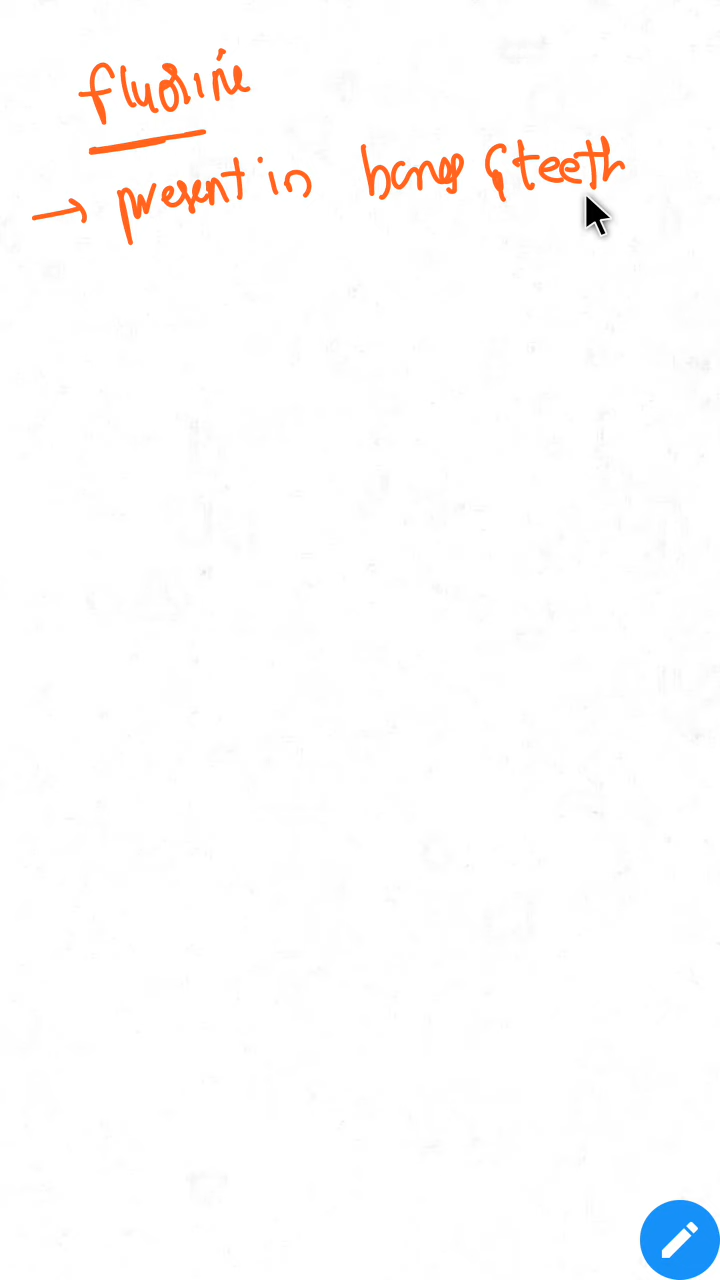 fluorine
→ present in bones & teeth